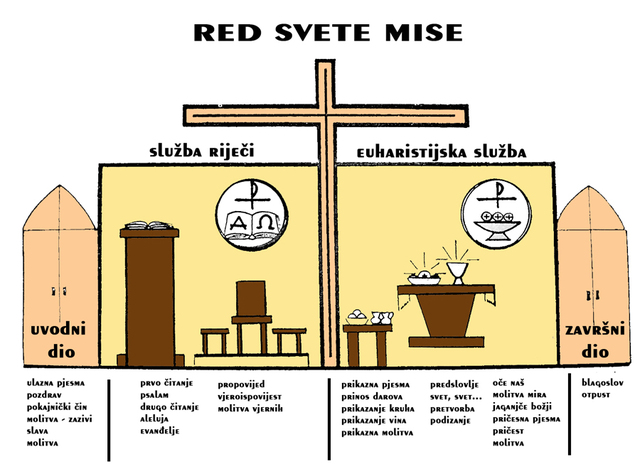 RED SVETE MISE
služba riječi
euharistijska služba
A Ω
uvodni
dio
završni
dio
ulazna pjesma
pozdrav
pokajnički čin
molitva - zazivi
slava
molitva
prvo čitanje
psalam
drugo čitanje
aleluja
evanđelje
propovijed
vjeroispovijest
molitva vjernih
prikazna pjesma
prinos darova
prikazanje kruha
prikazanje vina
prikazna molitva
predslovlje
svet, svet...
pretvorba
podizanje
oče naš
molitva mira
jaganjče božji
pričesna pjesma
pričest
molitva
blagoslov
otpust